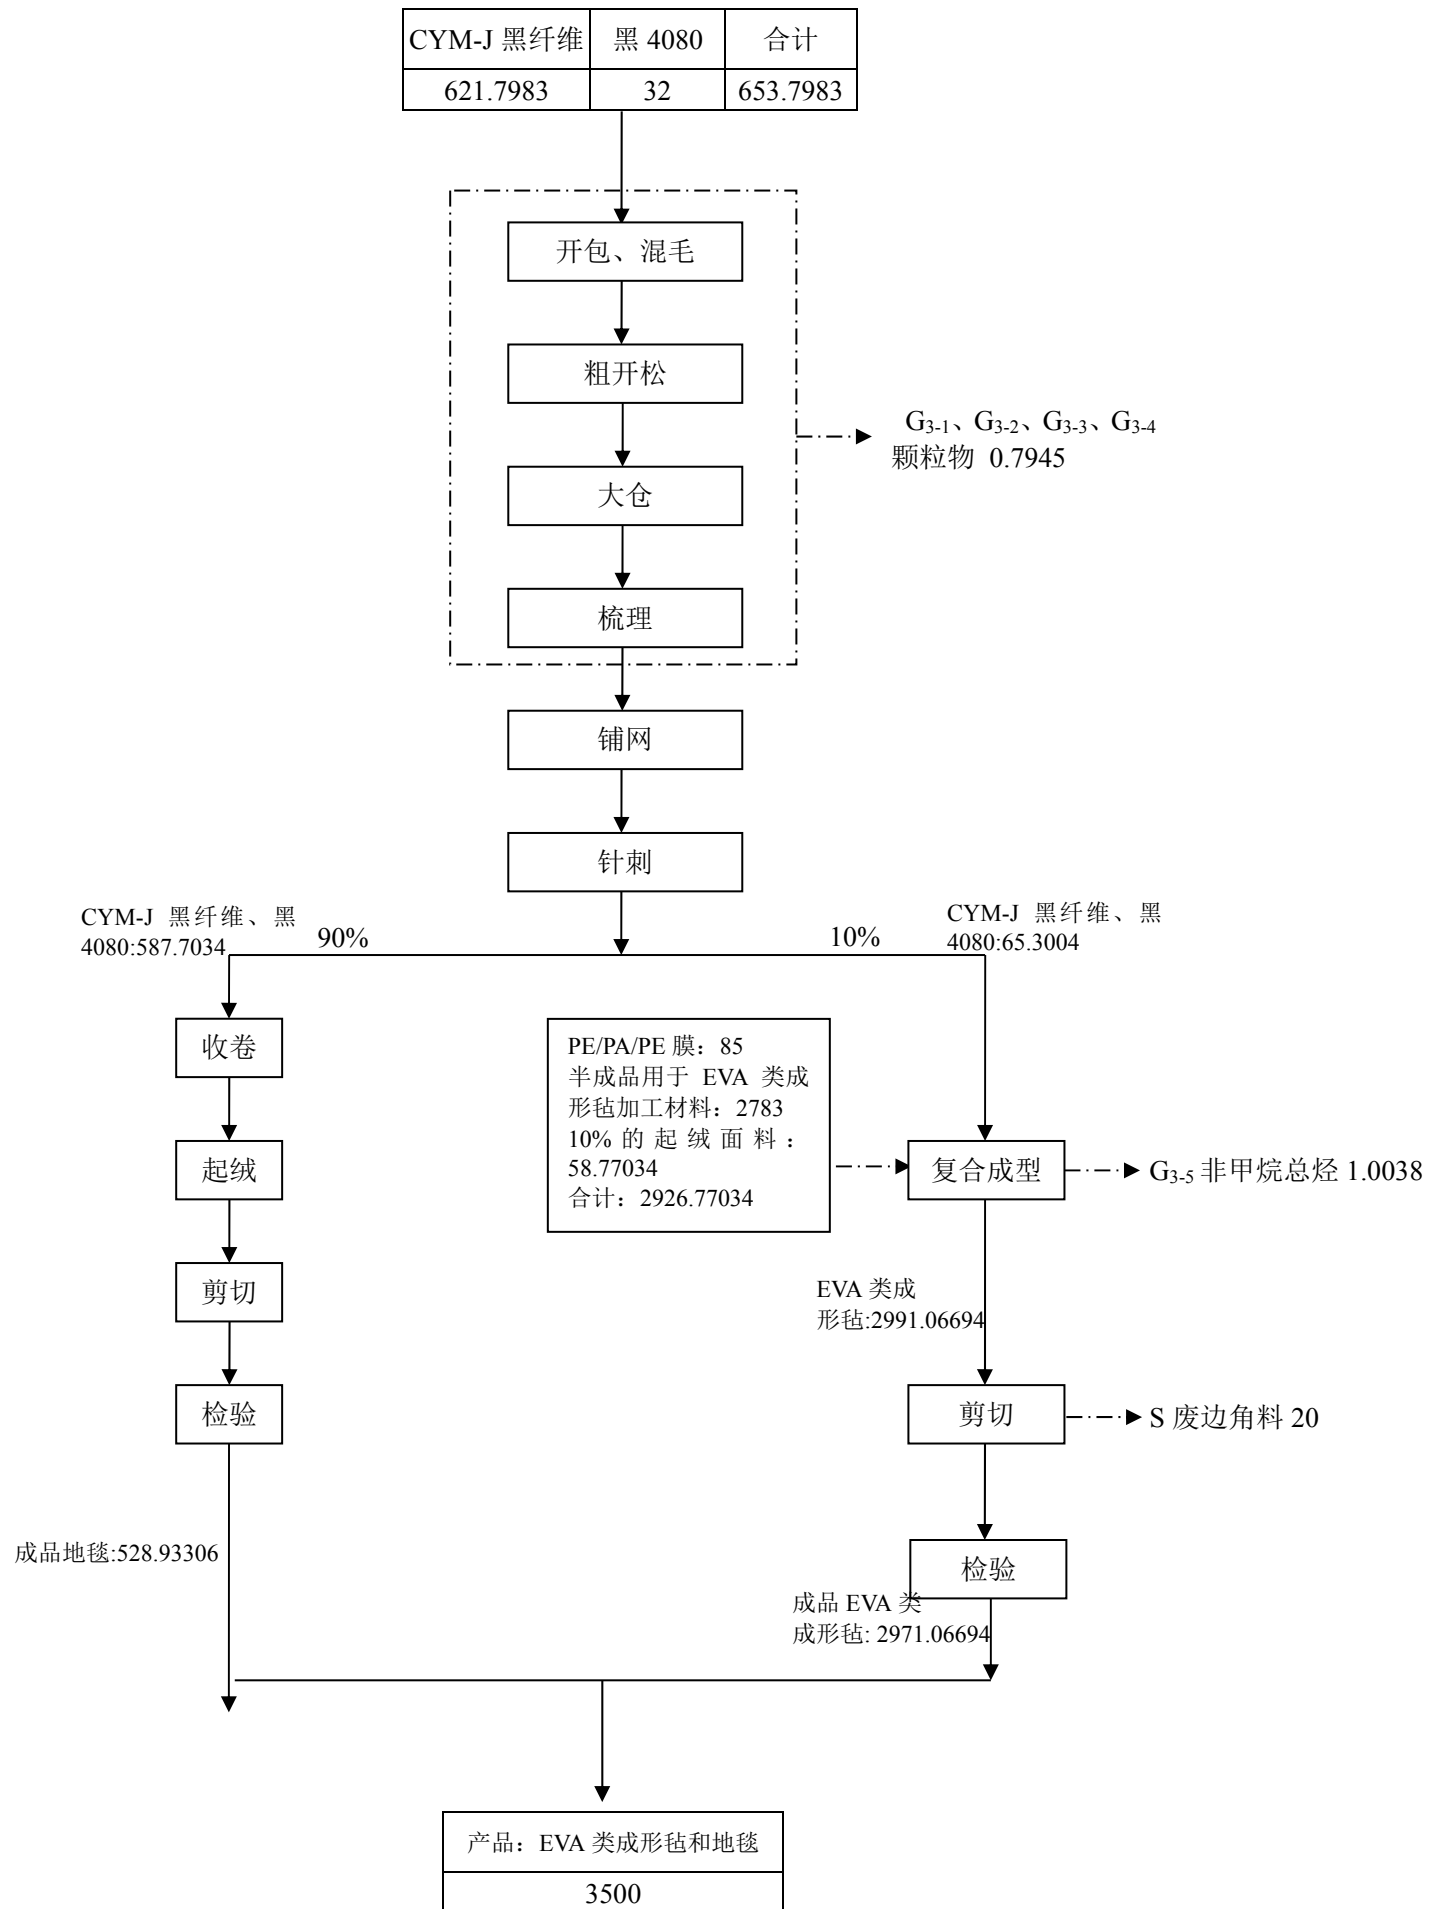 CYM-J 黑纤维 黑 4080 合计
621.7983 32 653.7983
开包、混毛
粗开松
大仓
梳理
G3-1、G3-2、G3-3、G3-4
颗粒物 0.7945
铺网
针刺
CYM-J 黑纤维、黑
4080:587.7034
90%
10%
CYM-J 黑纤维、黑
4080:65.3004
收卷
起绒
剪切
检验
成品地毯:528.93306
PE/PA/PE 膜：85
半成品用于 EVA 类成
形毡加工材料：2783
10%的起绒面料：
58.77034
合计：2926.77034
复合成型
G3-5 非甲烷总烃 1.0038
EVA 类成
形毡:2991.06694
剪切
S 废边角料 20
检验
成品 EVA 类
成形毡: 2971.06694
产品：EVA 类成形毡和地毯
3500